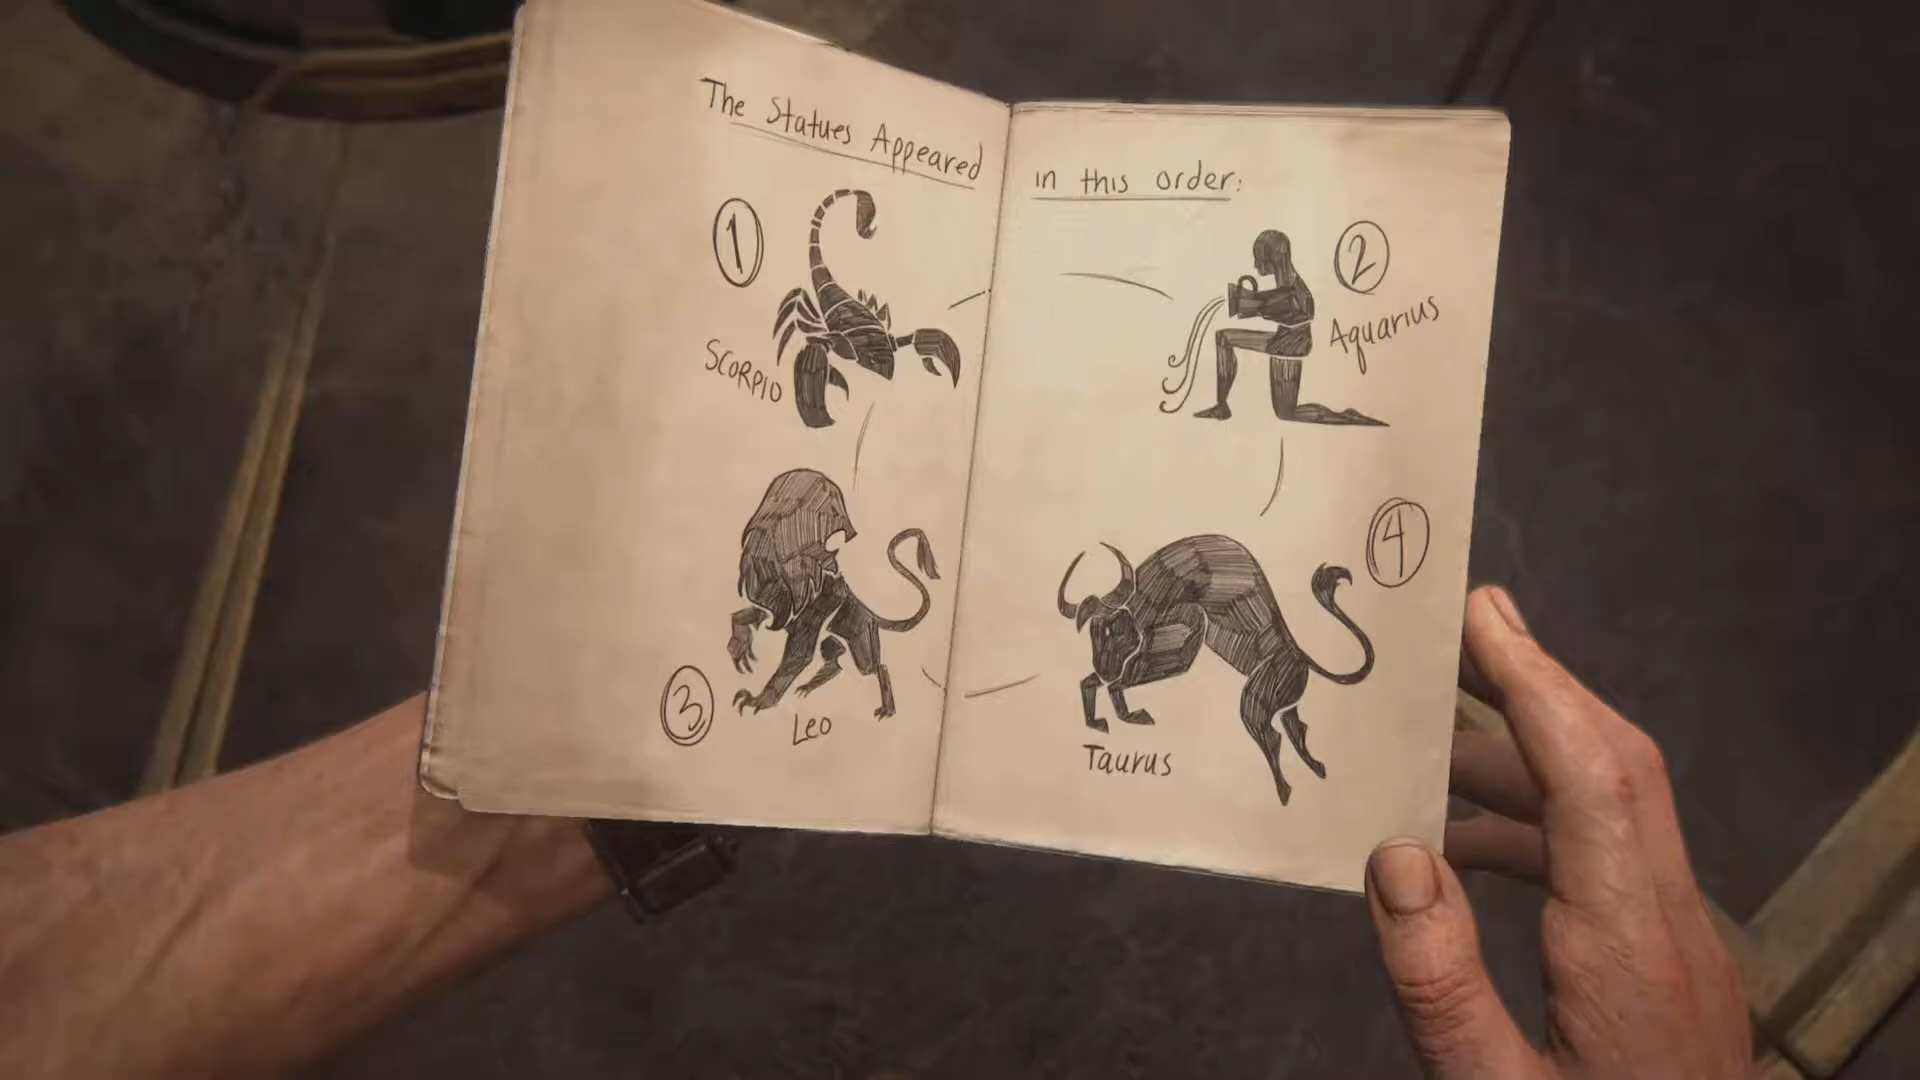 The Statues Appeared
in this order:
1
Scorpio
2
Aquarius
3
Leo
4
Taurus